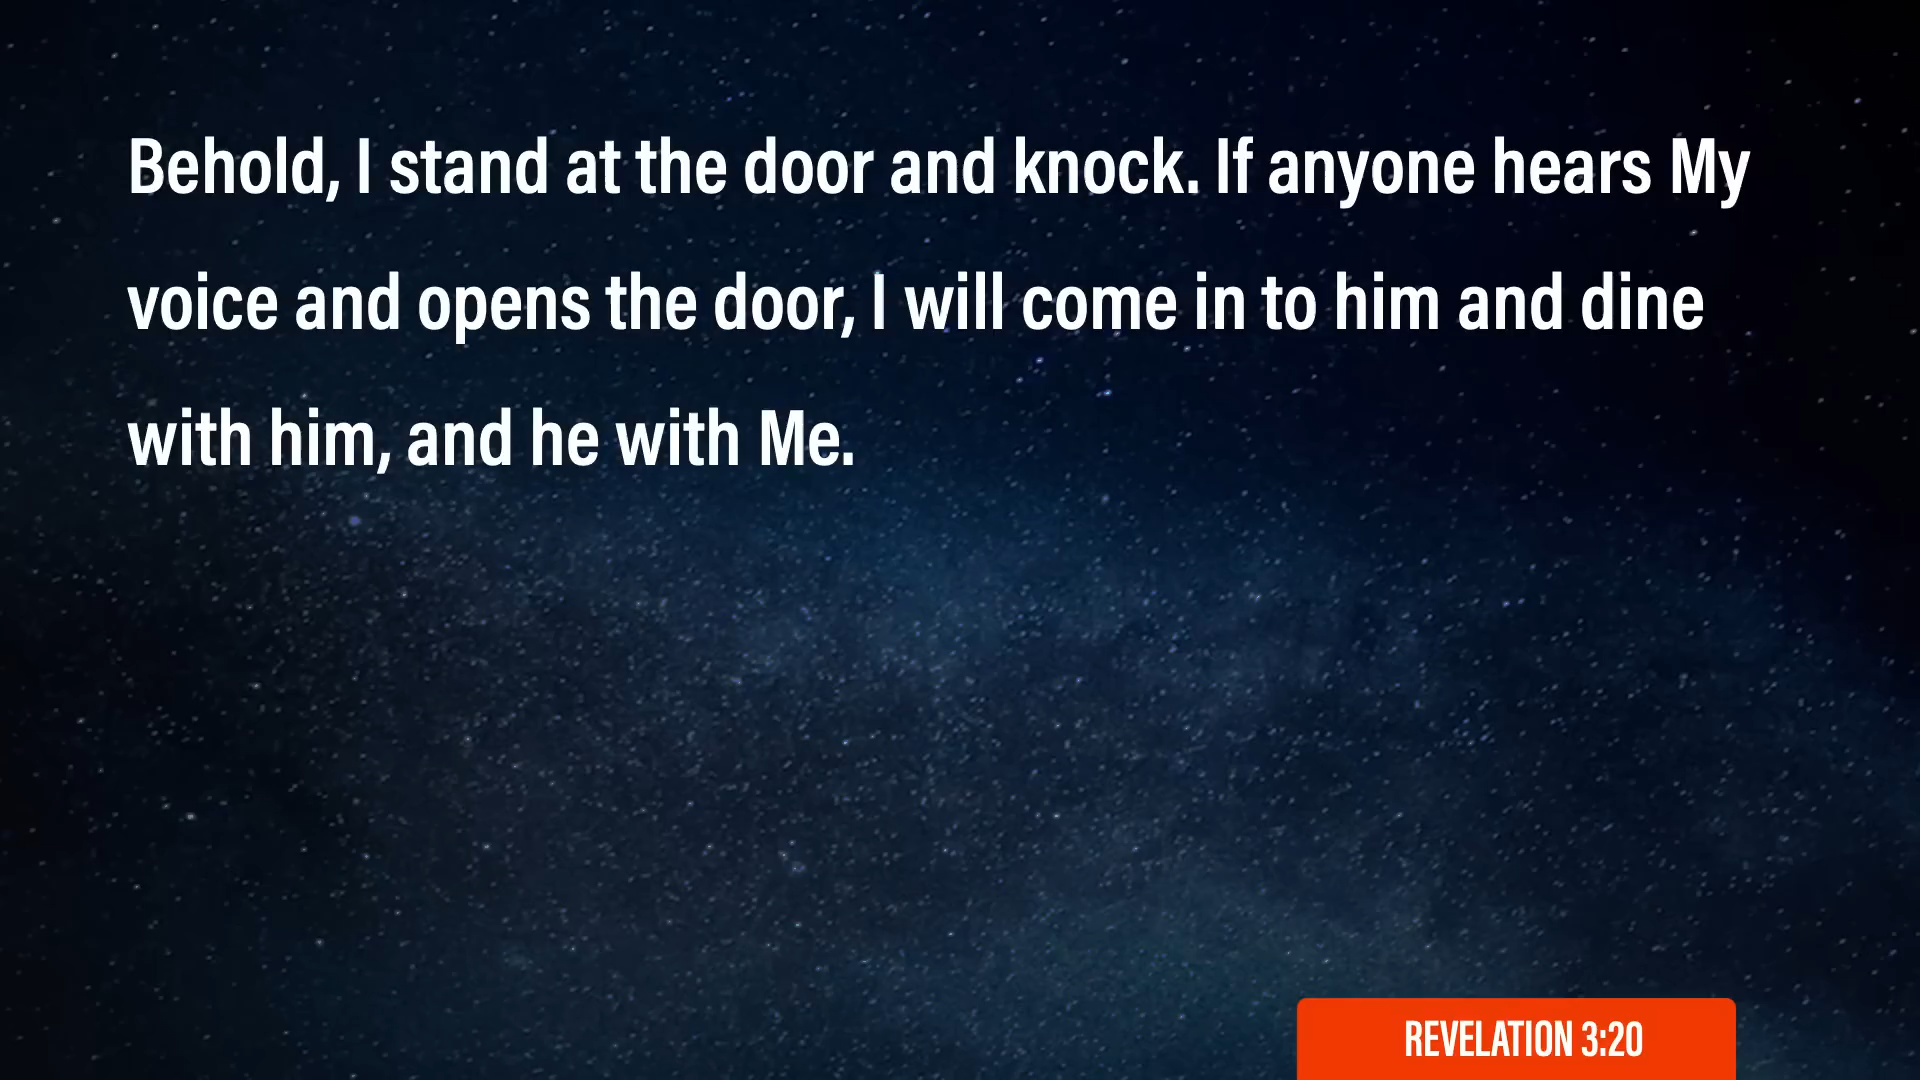 Behold, I stand at the door and knock. If anyone hears My
voice and opens the door, I will come in to him and dine
with him, and he with Me.
REVELATION 3:20